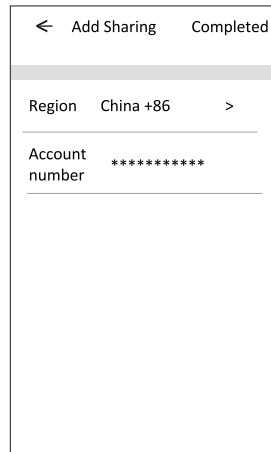 ← Add Sharing Completed
Region China +86 >
Account
number ***********